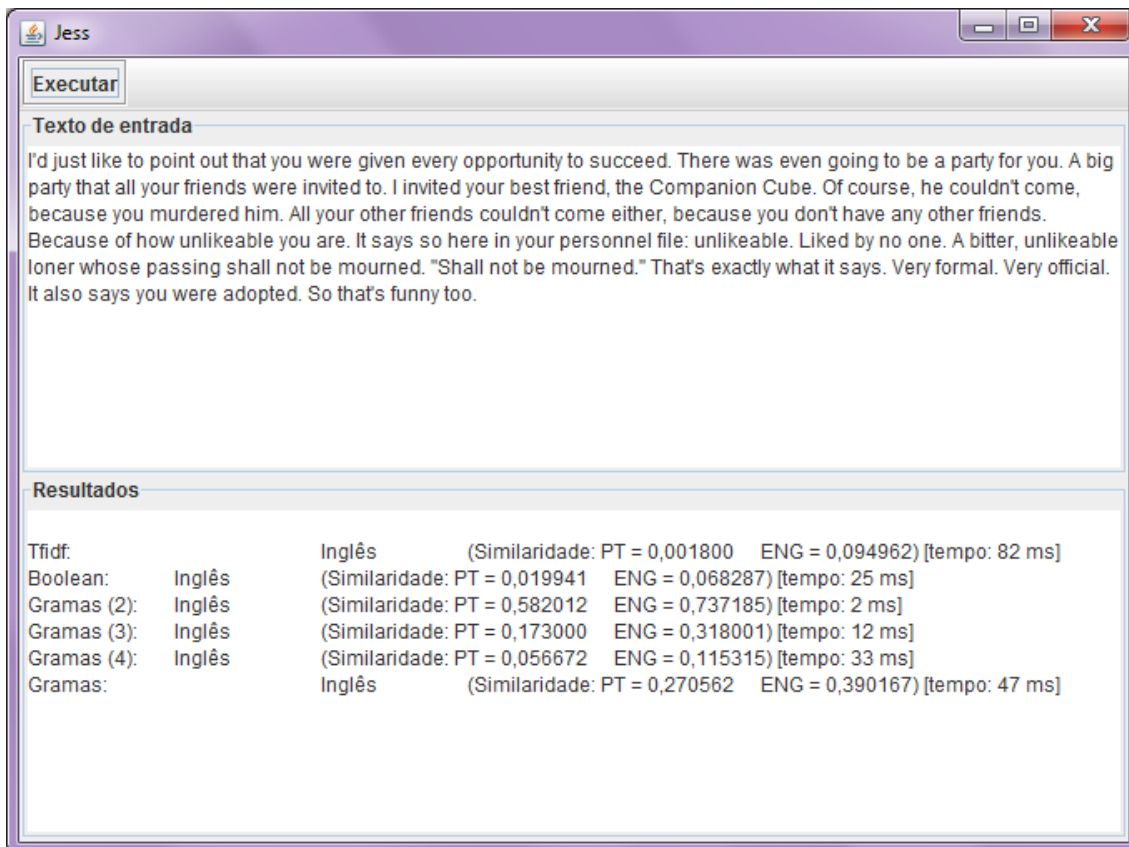 Jess
Executar
Texto de entrada
I'd just like to point out that you were given every opportunity to succeed. There was even going to be a party for you. A big
party that all your friends were invited to. I invited your best friend, the Companion Cube. Of course, he couldn't come,
because you murdered him. All your other friends couldn't come either, because you don't have any other friends.
Because of how unlikeable you are. It says so here in your personnel file: unlikeable. Liked by no one. A bitter, unlikeable
loner whose passing shall not be mourned. "Shall not be mourned." That's exactly what it says. Very formal. Very official.
It also says you were adopted. So that's funny too.
Resultados
Tfidf: Inglês (Similaridade: PT = 0,001800 ENG = 0,094962) [tempo: 82 ms]
Boolean: Inglês (Similaridade: PT = 0,019941 ENG = 0,068287) [tempo: 25 ms]
Gramas (2): Inglês (Similaridade: PT = 0,582012 ENG = 0,737185) [tempo: 2 ms]
Gramas (3): Inglês (Similaridade: PT = 0,173000 ENG = 0,318001) [tempo: 12 ms]
Gramas (4): Inglês (Similaridade: PT = 0,056672 ENG = 0,115315) [tempo: 33 ms]
Gramas: Inglês (Similaridade: PT = 0,270562 ENG = 0,390167) [tempo: 47 ms]